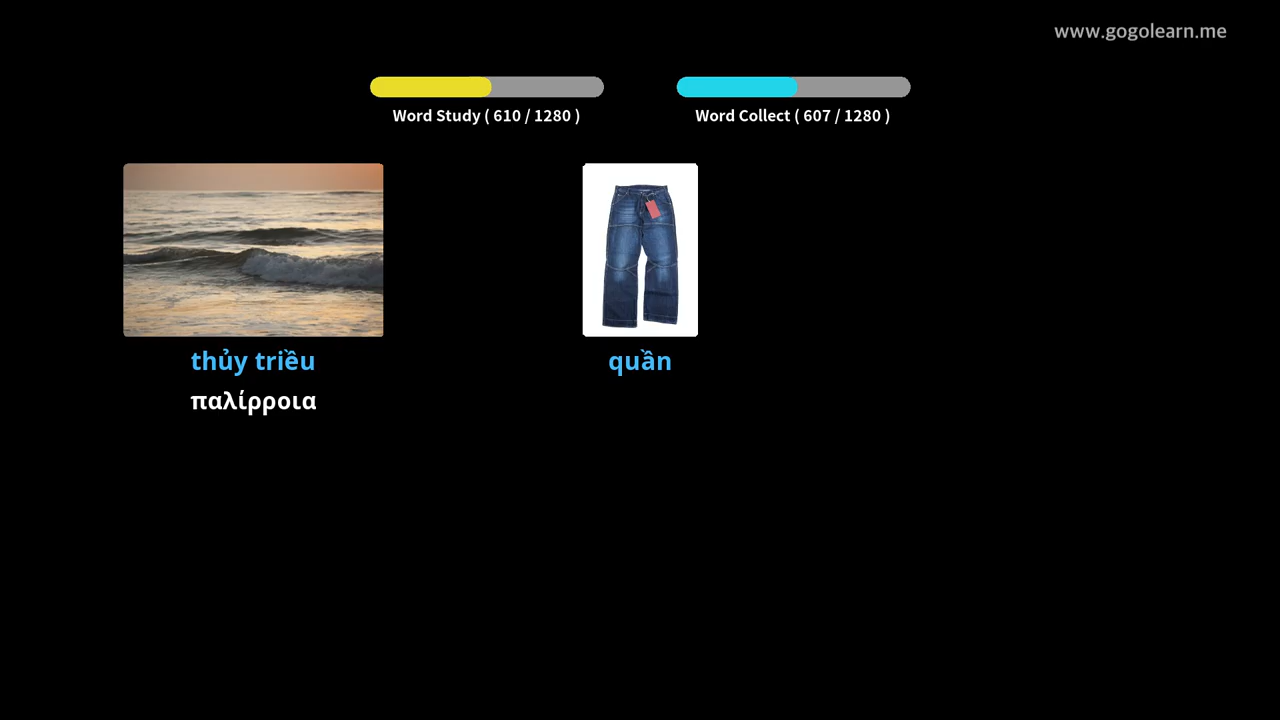 www.gogolearn.me
Word Study ( 610 / 1280 )
Word Collect ( 607 / 1280 )
thủy triều
παλίρροια
quần